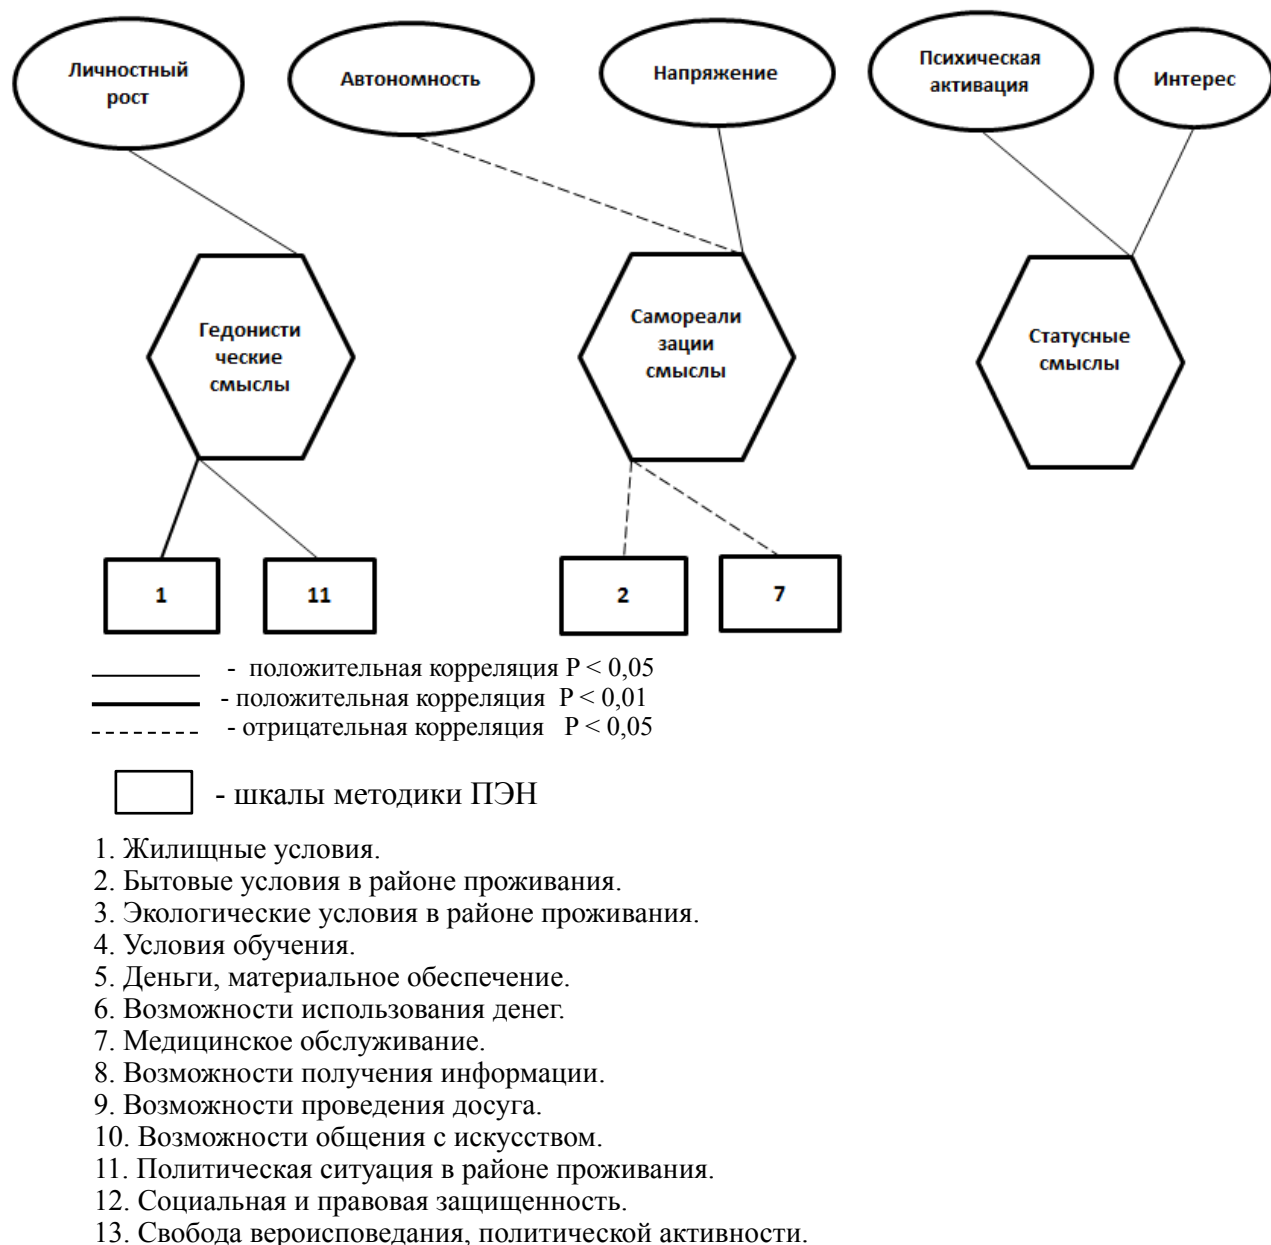 Личностный
рост
Автономность
Напряжение
Психическая
активация
Интерес
Гедонисти
ческие
смыслы
Самореали
зации
смыслы
Статусные
смыслы
1
11
2
7
- положительная корреляция P < 0,05
- положительная корреляция P < 0,01
- отрицательная корреляция P < 0,05
- шкалы методики ПЭН
1. Жилищные условия.
2. Бытовые условия в районе проживания.
3. Экологические условия в районе проживания.
4. Условия обучения.
5. Деньги, материальное обеспечение.
6. Возможности использования денег.
7. Медицинское обслуживание.
8. Возможности получения информации.
9. Возможности проведения досуга.
10. Возможности общения с искусством.
11. Политическая ситуация в районе проживания.
12. Социальная и правовая защищенность.
13. Свобода вероисповедания, политической активности.